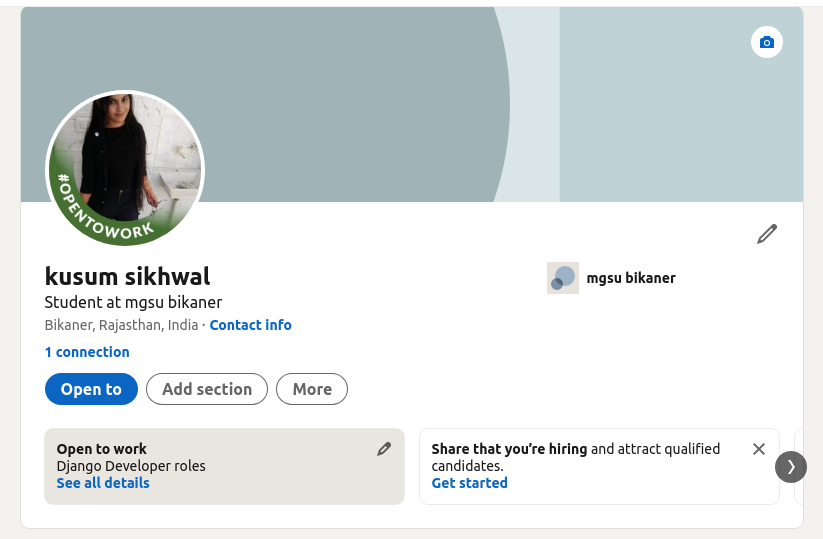 #OPENTOWORK
kusum sikhwal
mgsu bikaner
Student at mgsu bikaner
Bikaner, Rajasthan, India · Contact info
1 connection
Open to
Add section
More
Open to work
Django Developer roles
See all details
Share that you're hiring and attract qualified
candidates.
Get started